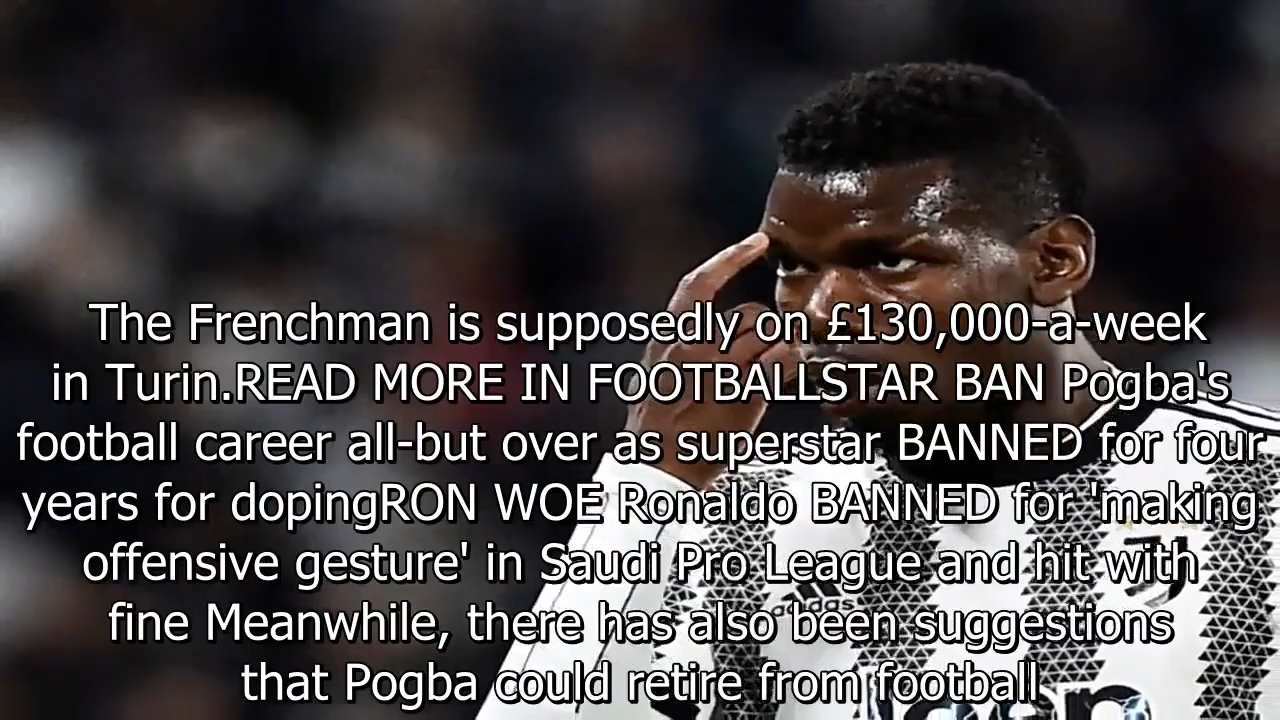 The Frenchman is supposedly on £130,000-a-week
in Turin.READ MORE IN FOOTBALLSTAR BAN Pogba's
football career all-but over as superstar BANNED for four
years for dopingRON WOE Ronaldo BANNED for 'making
offensive gesture' in Saudi Pro League and hit with
fine Meanwhile, there has also been suggestions
that Pogba could retire from football
adidas